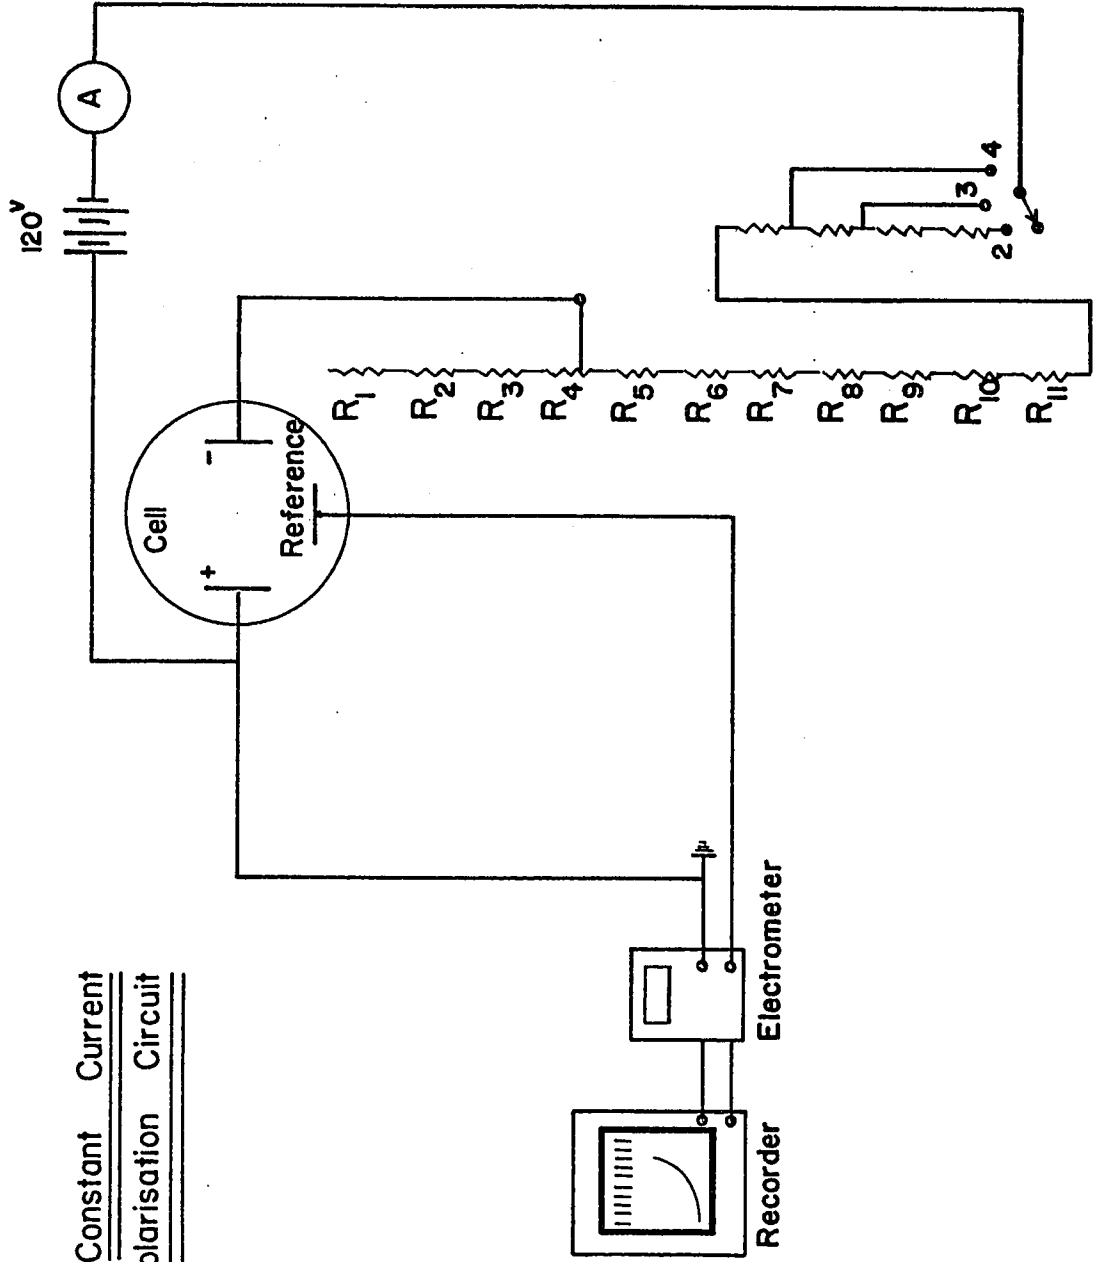 Constant Current
olarisation Circuit
120V
A
Cell
+
-
Reference
R1
R2
R3
R4
R5
R6
R7
R8
R9
R10
R11
2
3
4
Electrometer
Recorder